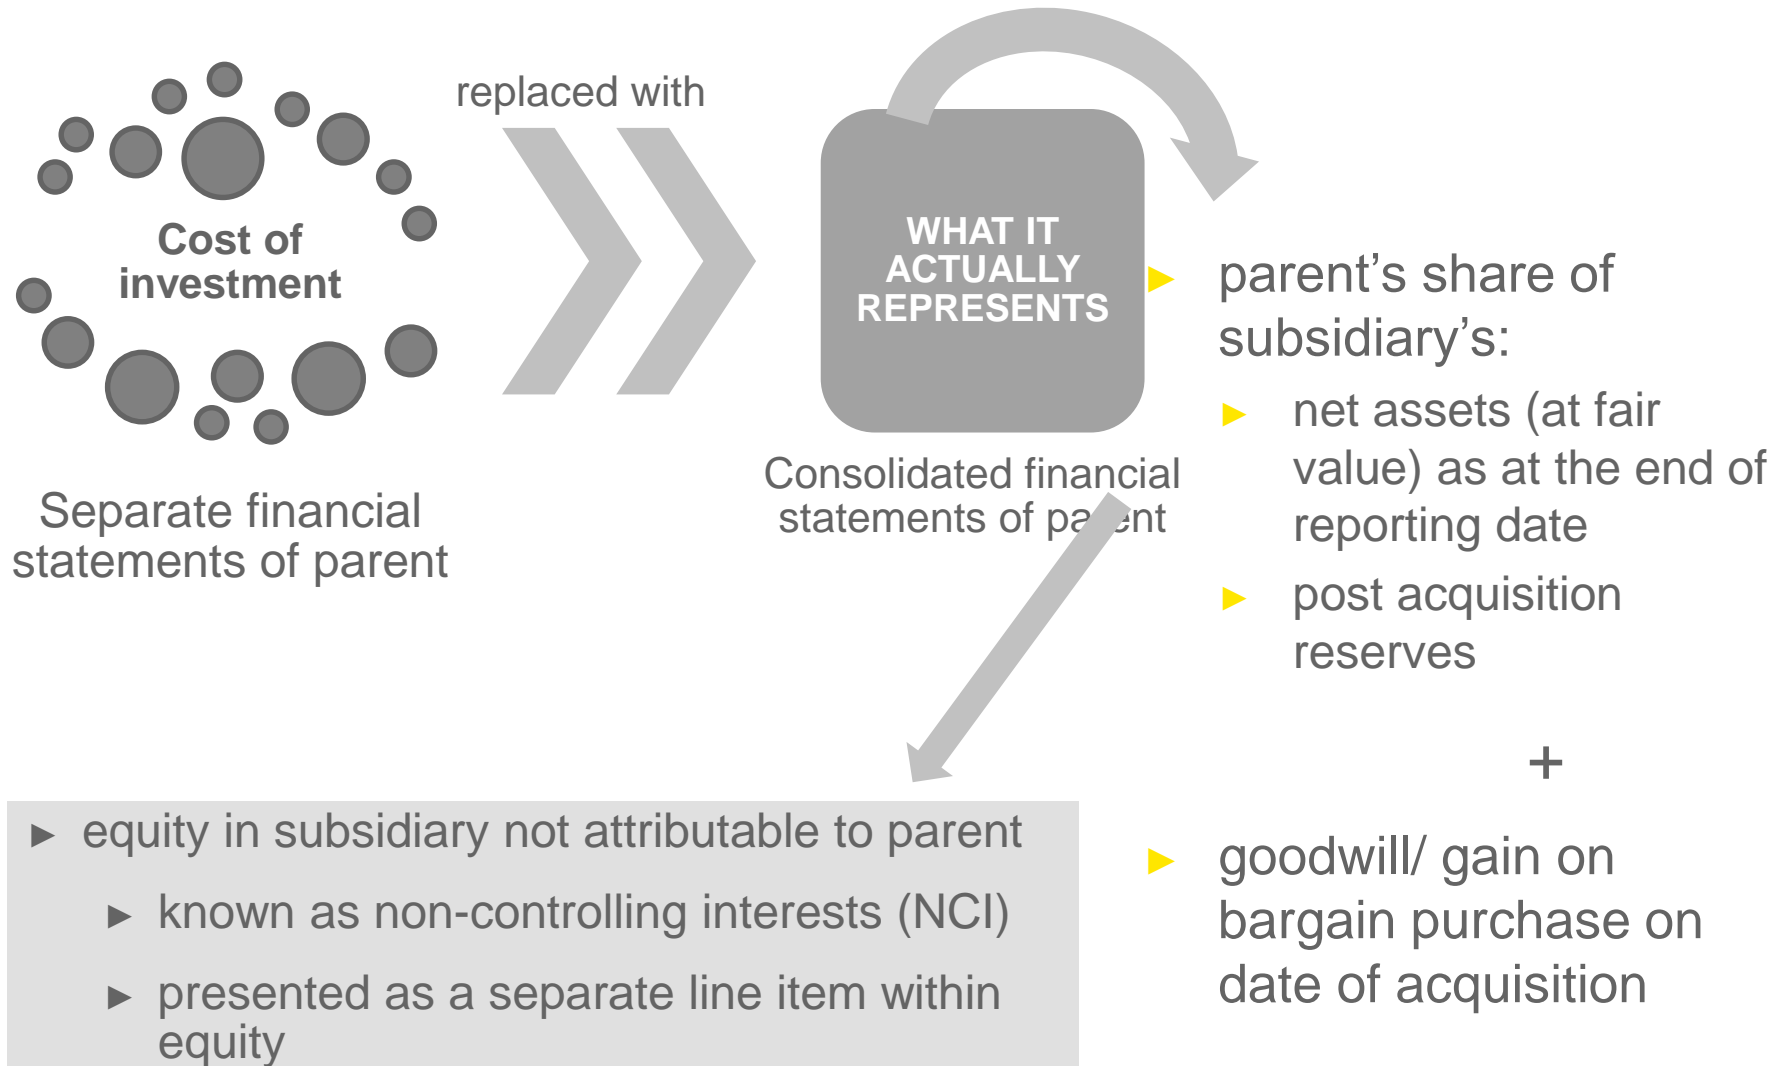 replaced with
Cost of
investment
Separate financial
statements of parent
WHAT IT
ACTUALLY
REPRESENTS
Consolidated financial
statements of parent
► parent’s share of
subsidiary’s:
► net assets (at fair
value) as at the end of
reporting date
► post acquisition
reserves
+
► goodwill/ gain on
bargain purchase on
date of acquisition
► equity in subsidiary not attributable to parent
► known as non-controlling interests (NCI)
► presented as a separate line item within
equity